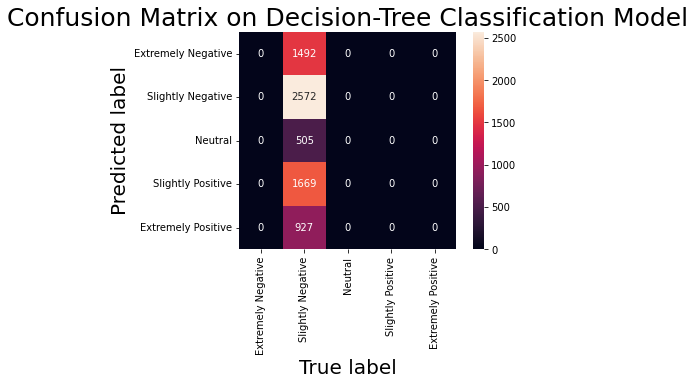 Confusion Matrix on Decision-Tree Classification Model
Predicted label
Extremely Negative 0 1492 0 0 0
Slightly Negative 0 2572 0 0 0
Neutral 0 505 0 0 0
Slightly Positive 0 1669 0 0 0
Extremely Positive 0 927 0 0 0
2500
2000
1500
1000
500
0
Extremely Negative
Slightly Negative
Neutral
Slightly Positive
Extremely Positive
True label